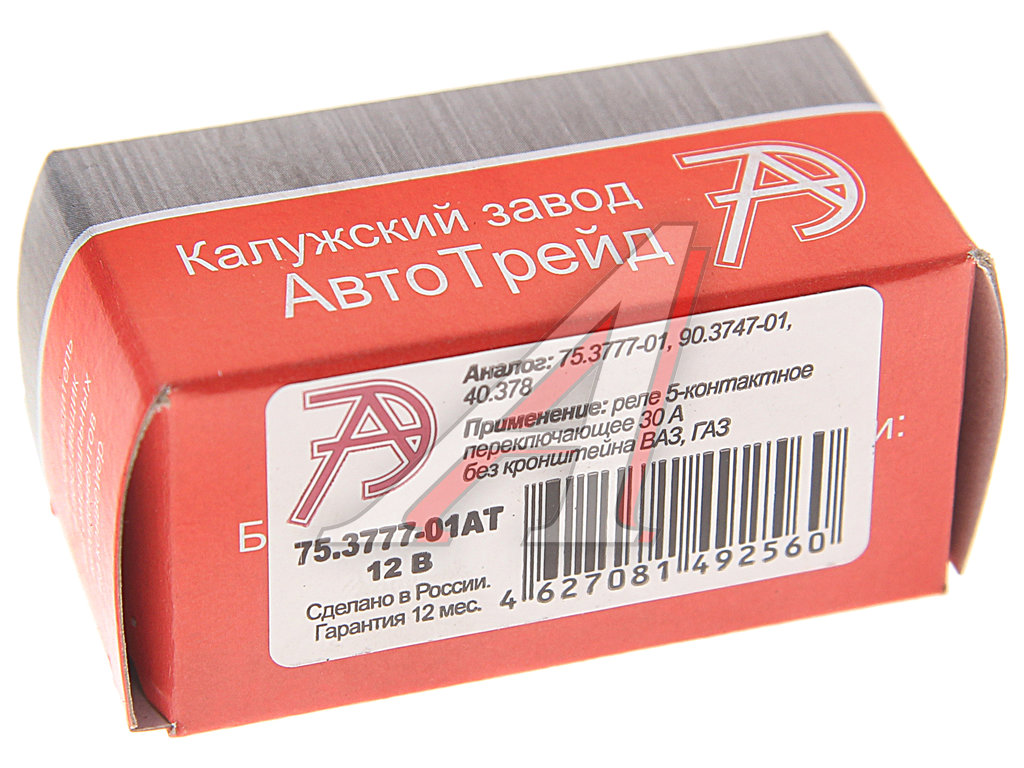 Калужский завод
АвтоТрейд
Аналог: 75.3777-01, 90.3747-01,
40.378
Применение: реле 5-контактное
переключающее 30 А
без кронштейна ВАЗ, ГАЗ
75.3777-01АТ
12 В
Сделано в России.
Гарантия 12 мес.
4 627081 492560
Б
и: